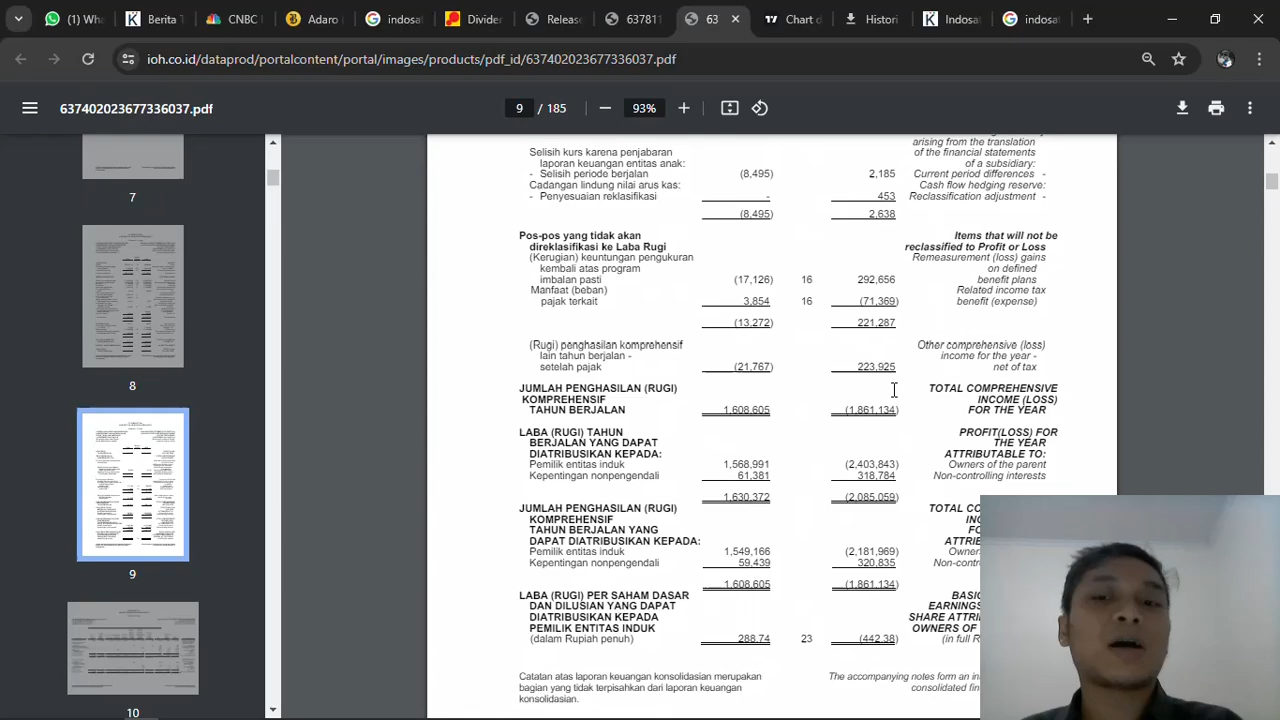 (1) Wha
Berita T
CNBC I
Adaro
indosat
Divider
Release
637811
63
Chart d
Histori
Indosat
indosat
ioh.co.id/dataprod/portalcontent/portal/images/products/pdf_id/637402023677336037.pdf
637402023677336037.pdf
9 / 185
93%
7
8
9
10
arising from the translation
Selisih kurs karena penjabaran of the financial statements
laporan keuangan entitas anak: of a subsidiary:
- Selisih periode berjalan (8,495) 2,185 Current period differences -
Cadangan lindung nilai arus kas: Cash flow hedging reserve:
- Penyesuaian reklasifikasi - 453 Reclassification adjustment -
(8,495) 2,638
Pos-pos yang tidak akan Items that will not be
direklasifikasi ke Laba Rugi reclassified to Profit or Loss
(Kerugian) keuntungan pengukuran Remeasurement (loss) gains
kembali atas program on defined
imbalan pasti (17,126) 16 292,656 benefit plans
Manfaat (beban) Related income tax
pajak terkait 3,854 16 (71,369) benefit (expense)
(13,272) 221,287
(Rugi) penghasilan komprehensif Other comprehensive (loss)
lain tahun berjalan - income for the year -
setelah pajak (21,767) 223,925 net of tax
JUMLAH PENGHASILAN (RUGI) TOTAL COMPREHENSIVE
KOMPREHENSIF INCOME (LOSS)
TAHUN BERJALAN 1,608,605 (1,861,134) FOR THE YEAR
LABA (RUGI) TAHUN PROFIT(LOSS) FOR
BERJALAN YANG DAPAT THE YEAR
DIATRIBUSIKAN KEPADA: ATTRIBUTABLE TO:
Pemilik entitas induk 1,568,991 (2,403,843) Owners of the parent
Kepentingan nonpengendali 61,381 318,784 Non-controlling interests
1,630,372 (2,085,059)
JUMLAH PENGHASILAN (RUGI) TOTAL CO
KOMPREHENSIF INC
TAHUN BERJALAN YANG FO
DAPAT DIATRIBUSIKAN KEPADA: ATTRI
Pemilik entitas induk 1,549,166 (2,181,969) Owner
Kepentingan nonpengendali 59,439 320,835 Non-contro
1,608,605 (1,861,134)
LABA (RUGI) PER SAHAM DASAR BASI
DAN DILUSIAN YANG DAPAT EARNING
DIATRIBUSIKAN KEPADA SHARE ATTRI
PEMILIK ENTITAS INDUK OWNERS OF
(dalam Rupiah penuh) 288.74 23 (442.38) (in full R
Catatan atas laporan keuangan konsolidasian merupakan The accompanying notes form an in
bagian yang tidak terpisahkan dari laporan keuangan consolidated fin
konsolidasian.